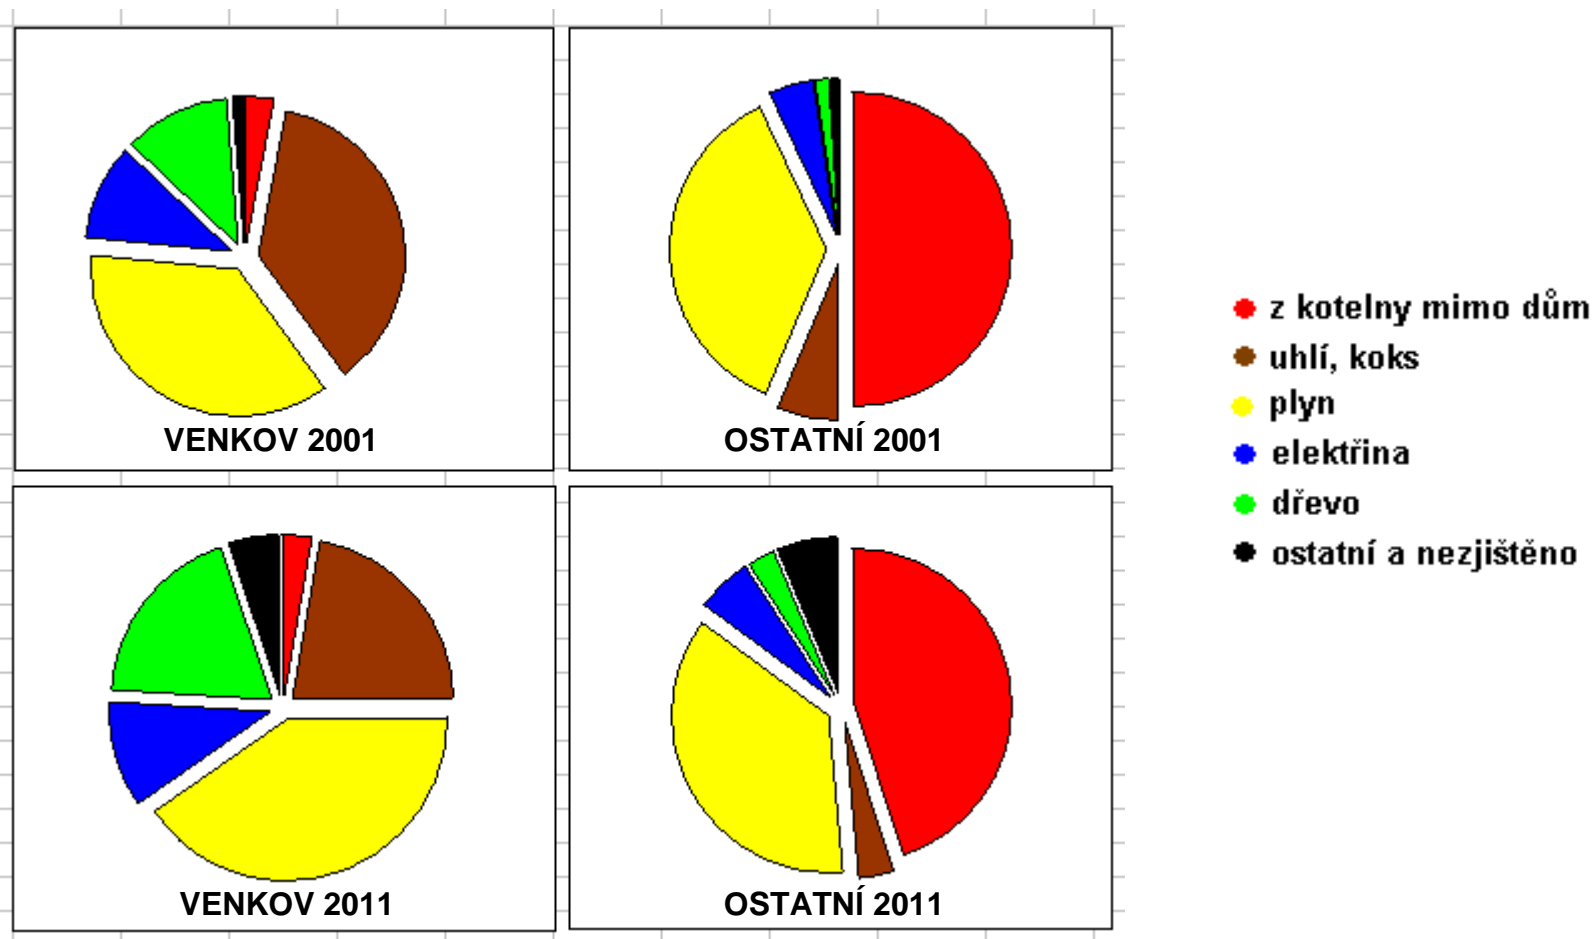 VENKOV 2001
OSTATNÍ 2001
VENKOV 2011
OSTATNÍ 2011
z kotelny mimo dům
uhlí, koks
plyn
elektřina
dřevo
ostatní a nezjištěno